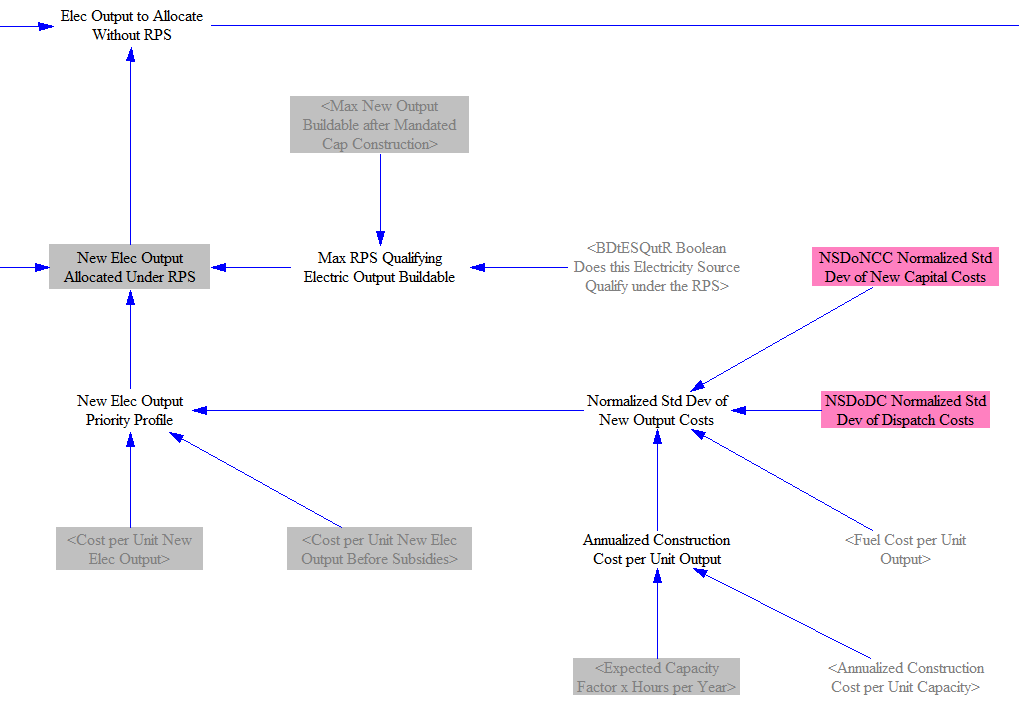 Elec Output to Allocate
Without RPS
<Max New Output
Buildable after Mandated
Cap Construction>
New Elec Output
Allocated Under RPS
Max RPS Qualifying
Electric Output Buildable
<BDtESQutR Boolean
Does this Electricity Source
Qualify under the RPS>
NSDoNCC Normalized Std
Dev of New Capital Costs
New Elec Output
Priority Profile
Normalized Std Dev of
New Output Costs
NSDoDC Normalized Std
Dev of Dispatch Costs
<Cost per Unit New
Elec Output>
<Cost per Unit New Elec
Output Before Subsidies>
Annualized Construction
Cost per Unit Output
<Fuel Cost per Unit
Output>
<Expected Capacity
Factor x Hours per Year>
<Annualized Construction
Cost per Unit Capacity>